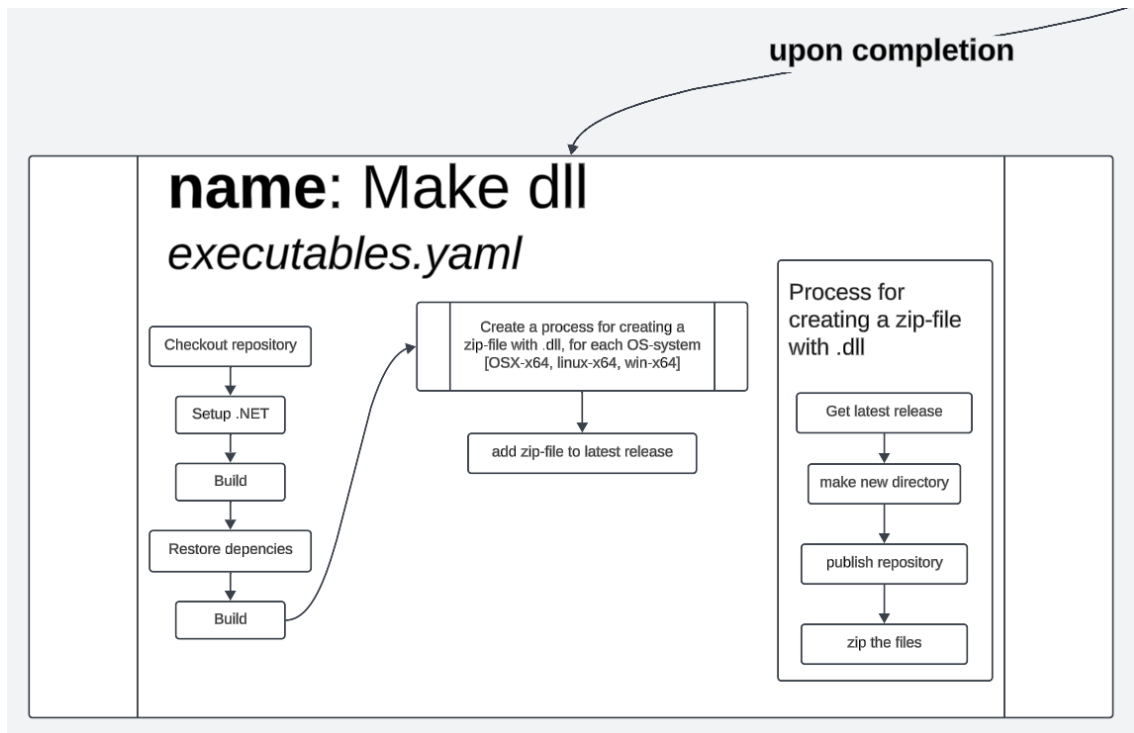 upon completion
name: Make dll
executables.yaml
Checkout repository
Setup .NET
Build
Restore depencies
Build
Create a process for creating a
zip-file with .dll, for each OS-system
[OSX-x64, linux-x64, win-x64]
add zip-file to latest release
Process for
creating a zip-file
with .dll
Get latest release
make new directory
publish repository
zip the files